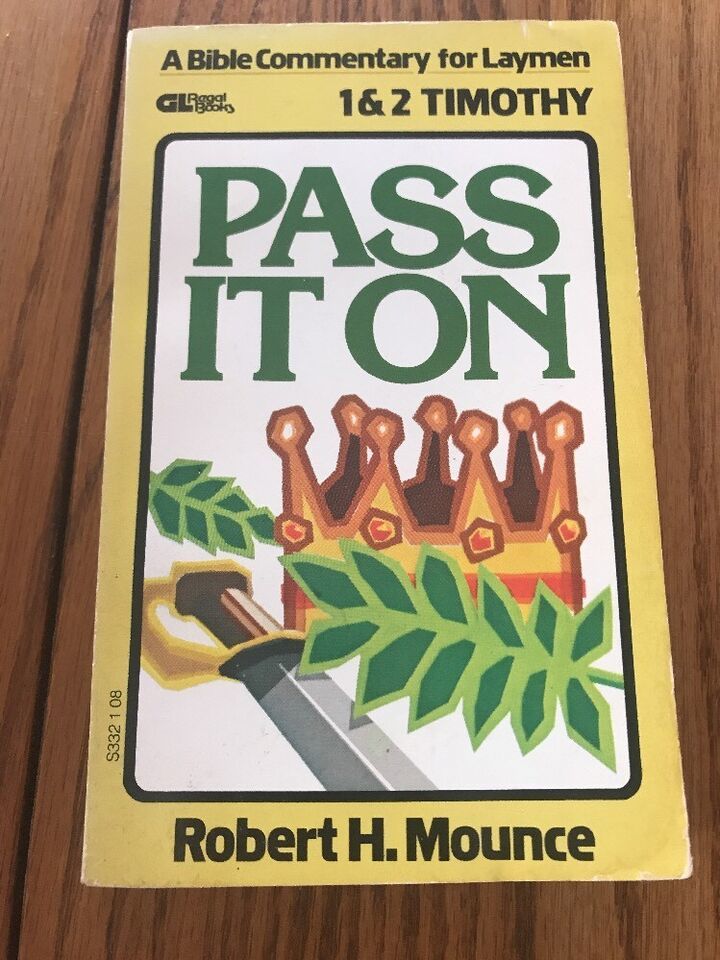 A Bible Commentary for Laymen
GL Regal Books
1 & 2 TIMOTHY
PASS
IT ON
S332 1 08
Robert H. Mounce